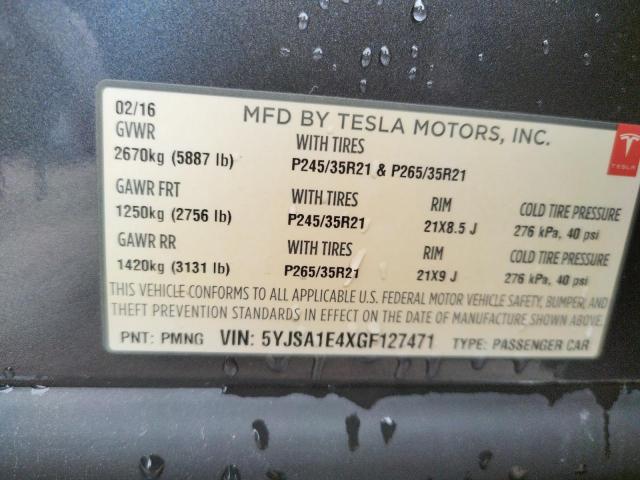 02/16 MFD BY TESLA MOTORS, INC.
GVWR WITH TIRES
2670kg (5887 lb) P245/35R21 & P265/35R21
TESLA
GAWR FRT WITH TIRES RIM COLD TIRE PRESSURE
1250kg (2756 lb) P245/35R21 21X8.5 J 276 kPa, 40 psi
GAWR RR WITH TIRES RIM COLD TIRE PRESSURE
1420kg (3131 lb) P265/35R21 21X9 J 276 kPa, 40 psi
THIS VEHICLE CONFORMS TO ALL APPLICABLE U.S. FEDERAL MOTOR VEHICLE SAFETY, BUMPER, AND
THEFT PREVENTION STANDARDS IN EFFECT ON THE DATE OF MANUFACTURE SHOWN ABOVE.
PNT: PMNG VIN: 5YJSA1E4XGF127471 TYPE: PASSENGER CAR